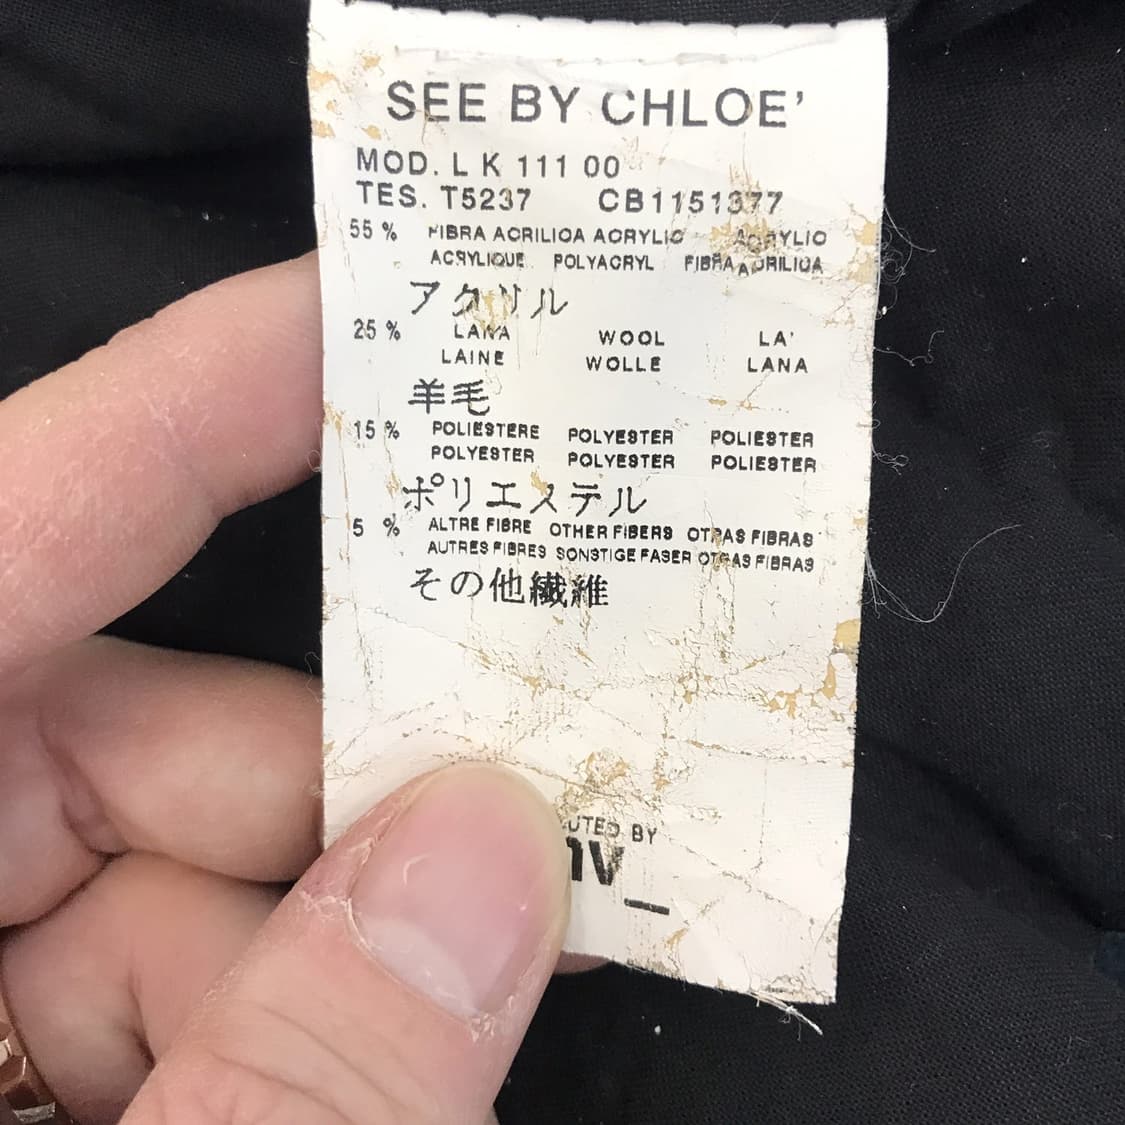 SEE BY CHLOE'
MOD. L K 111 00
TES. T5237 CB1151377
55 % FIBRA ACRILICA ACRYLIC ACRYLIC
ACRYLIQUE POLYACRYL FIBRA ACRILICA
アクリル
25 % LANA WOOL LA'
LAINE WOLLE LANA
羊毛
15 % POLIESTERE POLYESTER POLIESTER
POLYESTER POLYESTER POLIESTER
ポリエステル
5 % ALTRE FIBRE OTHER FIBERS OTRAS FIBRAS
AUTRES FIBRES SONSTIGE FASER OTRAS FIBRAS
その他繊維
BY